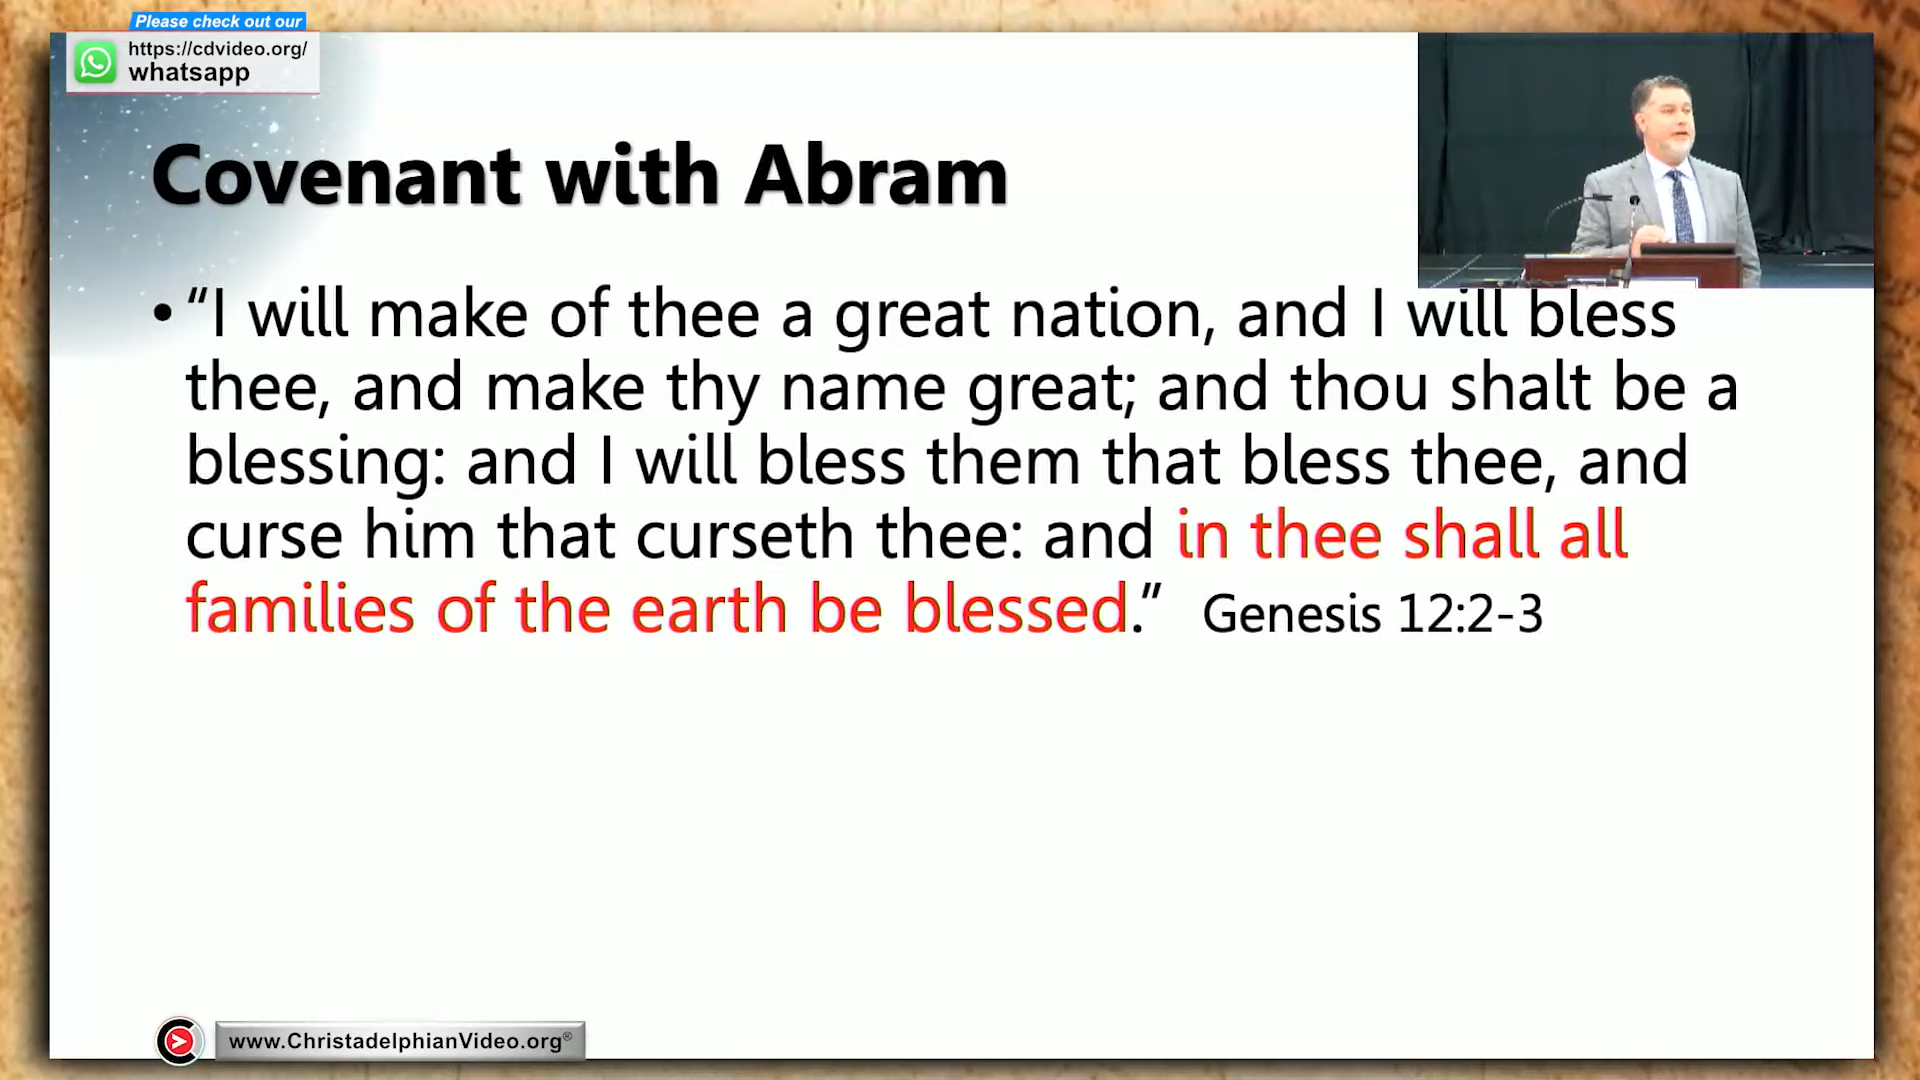 Please check out our
https://cdvideo.org/
whatsapp
Covenant with Abram
• “I will make of thee a great nation, and I will bless
thee, and make thy name great; and thou shalt be a
blessing: and I will bless them that bless thee, and
curse him that curseth thee: and in thee shall all
families of the earth be blessed.” Genesis 12:2-3
www.ChristadelphianVideo.org®